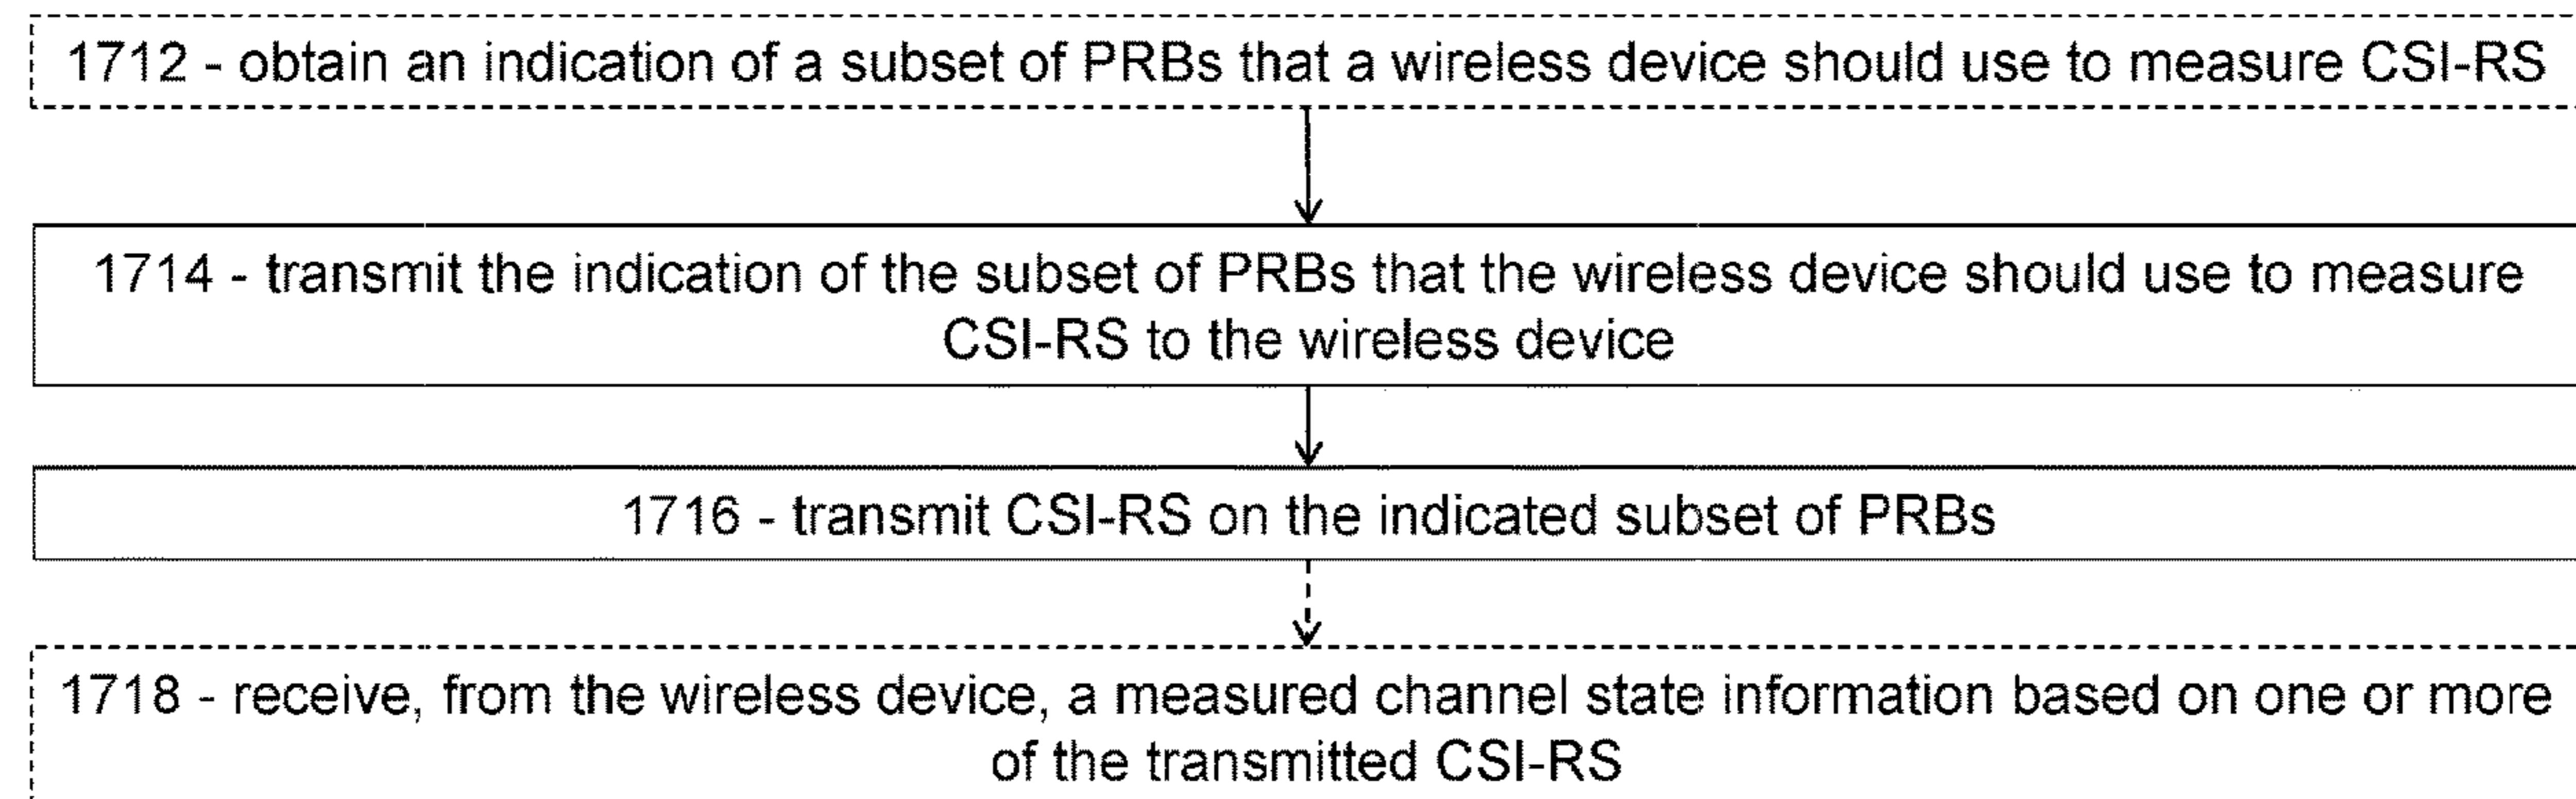 1712 - obtain an indication of a subset of PRBs that a wireless device should use to measure CSI-RS
1714 - transmit the indication of the subset of PRBs that the wireless device should use to measure
CSI-RS to the wireless device
1716 - transmit CSI-RS on the indicated subset of PRBs
1718 - receive, from the wireless device, a measured channel state information based on one or more
of the transmitted CSI-RS